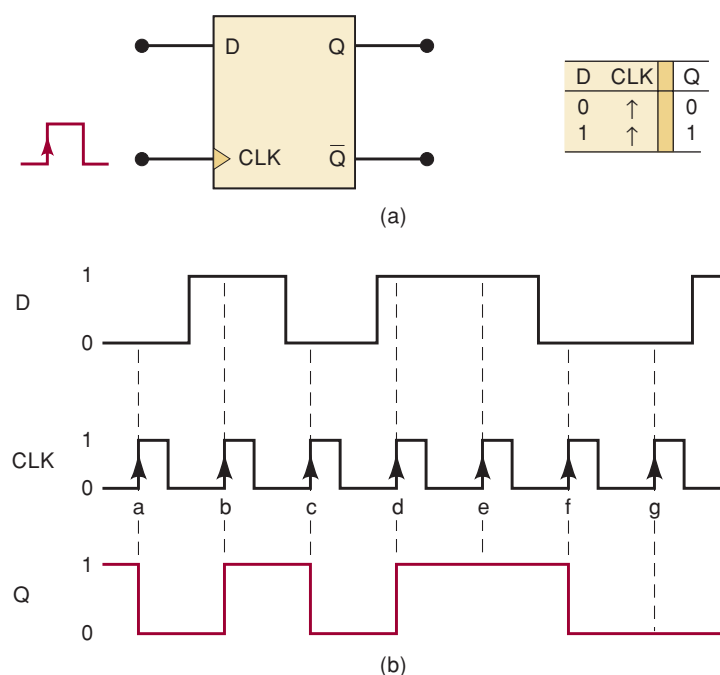 D Q
CLK Q̅
D CLK Q
0 ↑ 0
1 ↑ 1
(a)
1
D
0
1
CLK
0
a b c d e f g
1
Q
0
(b)